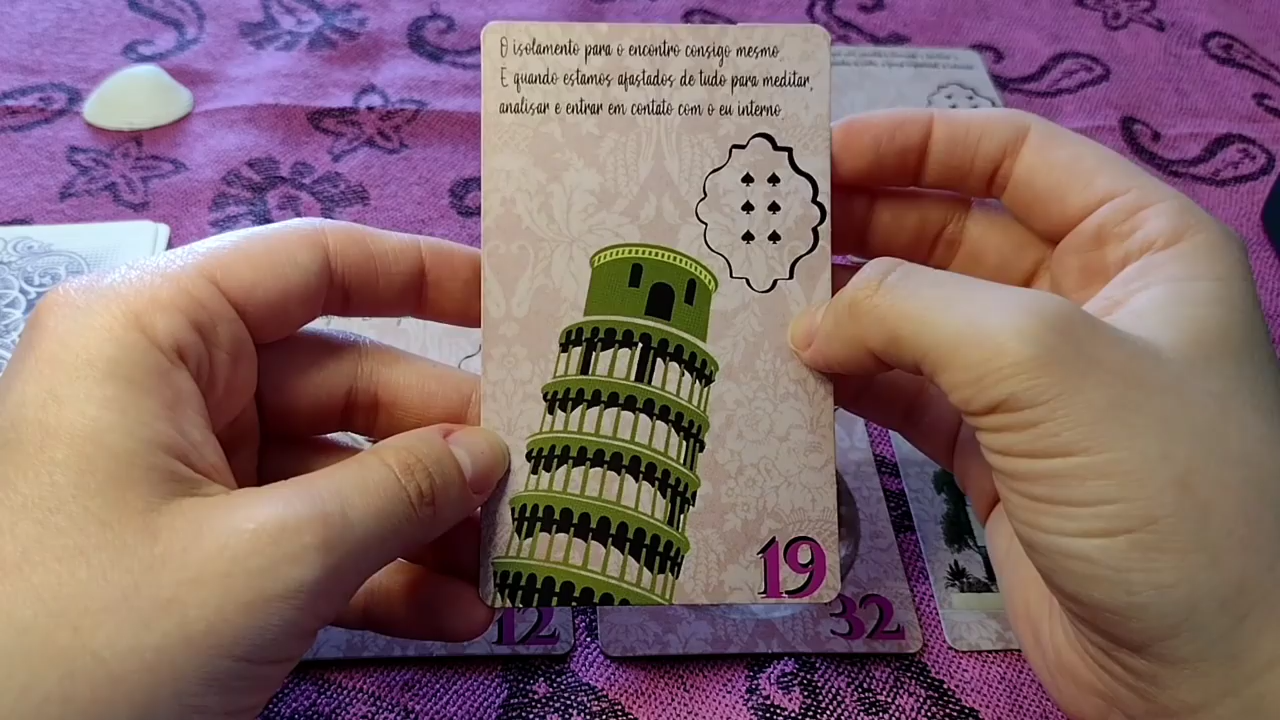 O isolamento para o encontro consigo mesmo.
É quando estamos afastados de tudo para meditar,
analisar e entrar em contato com o eu interno.
19
12
32